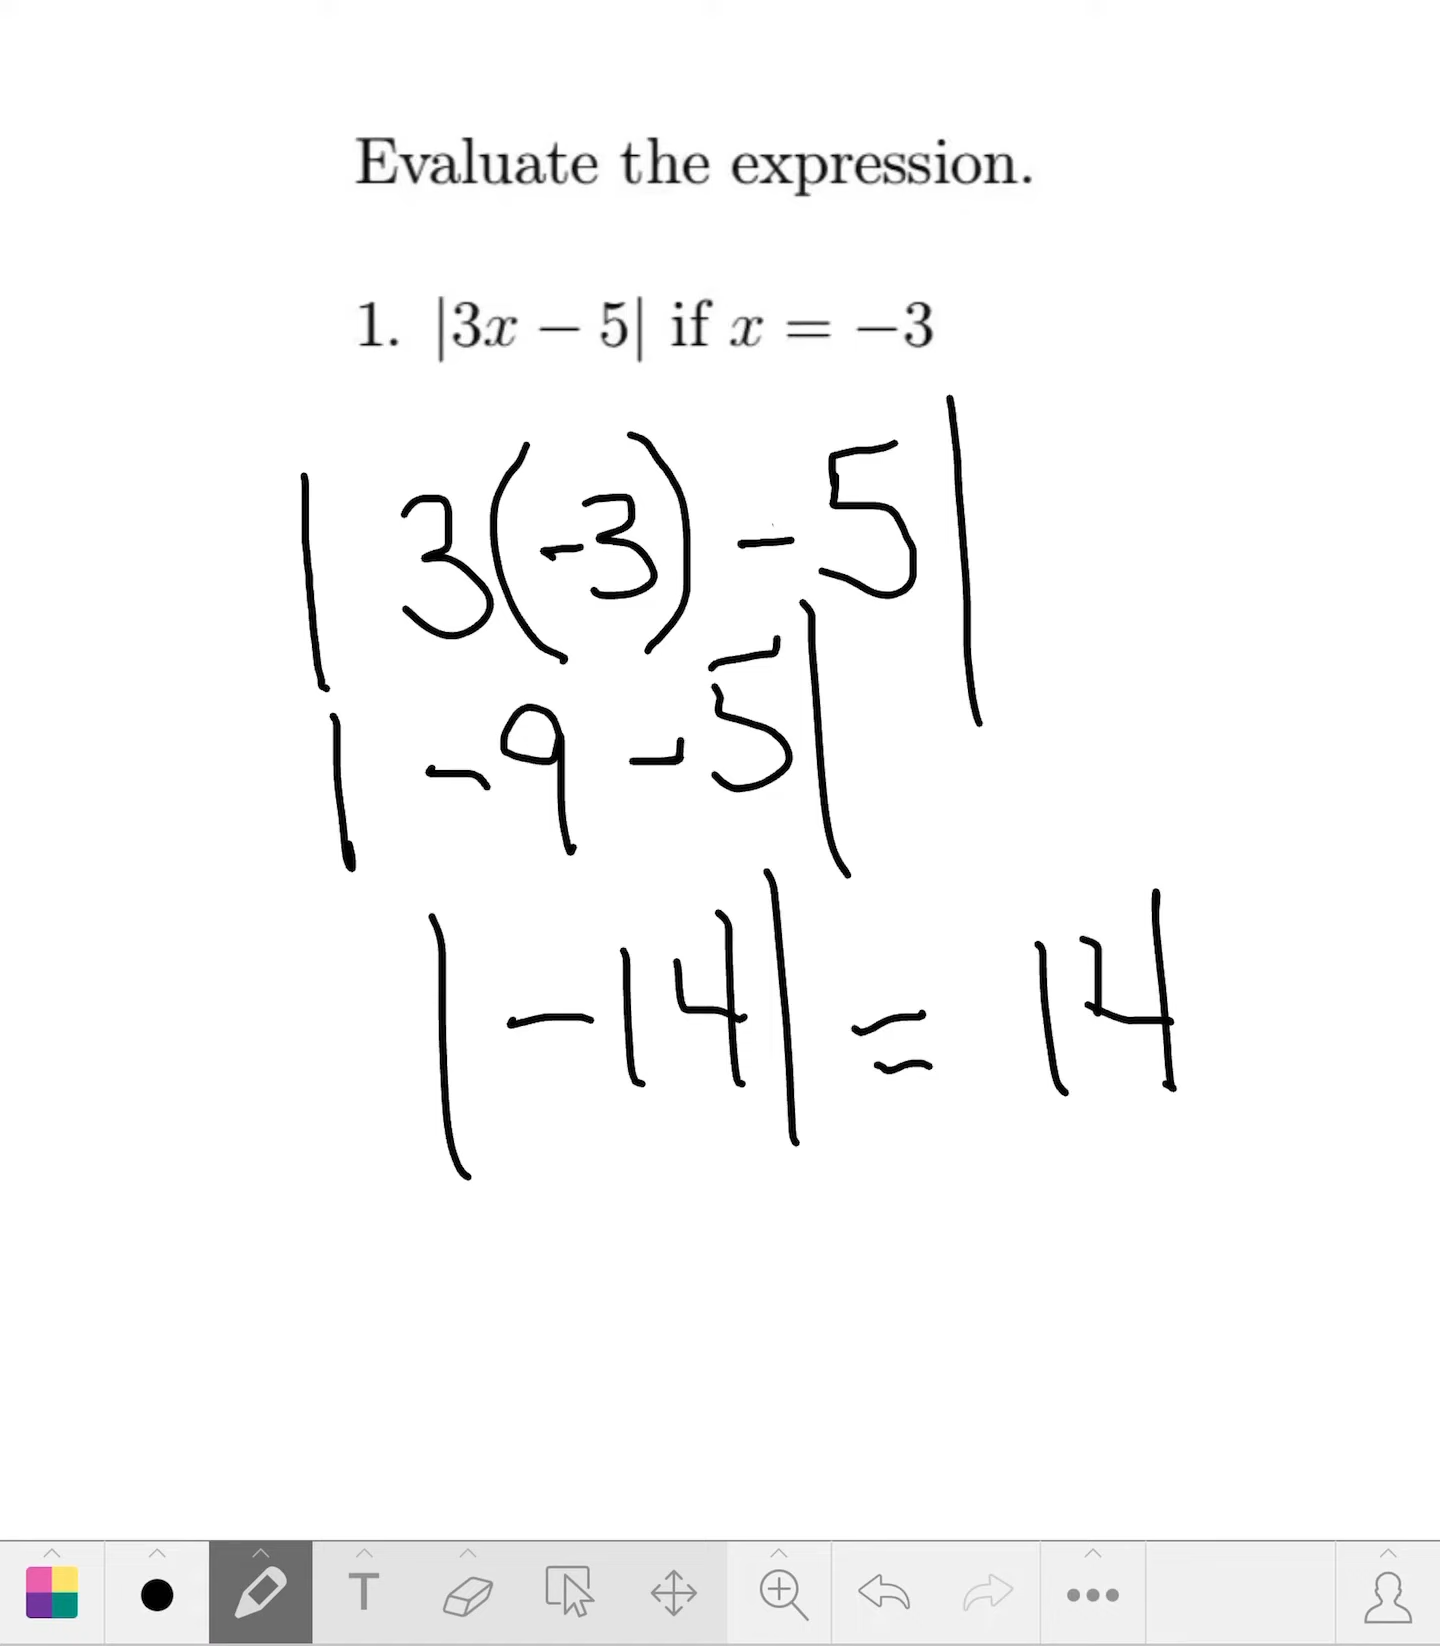 Evaluate the expression.
1. |3x − 5| if x = −3
| 3(-3) - 5|
| -9 -5|
| -14| = 14
T